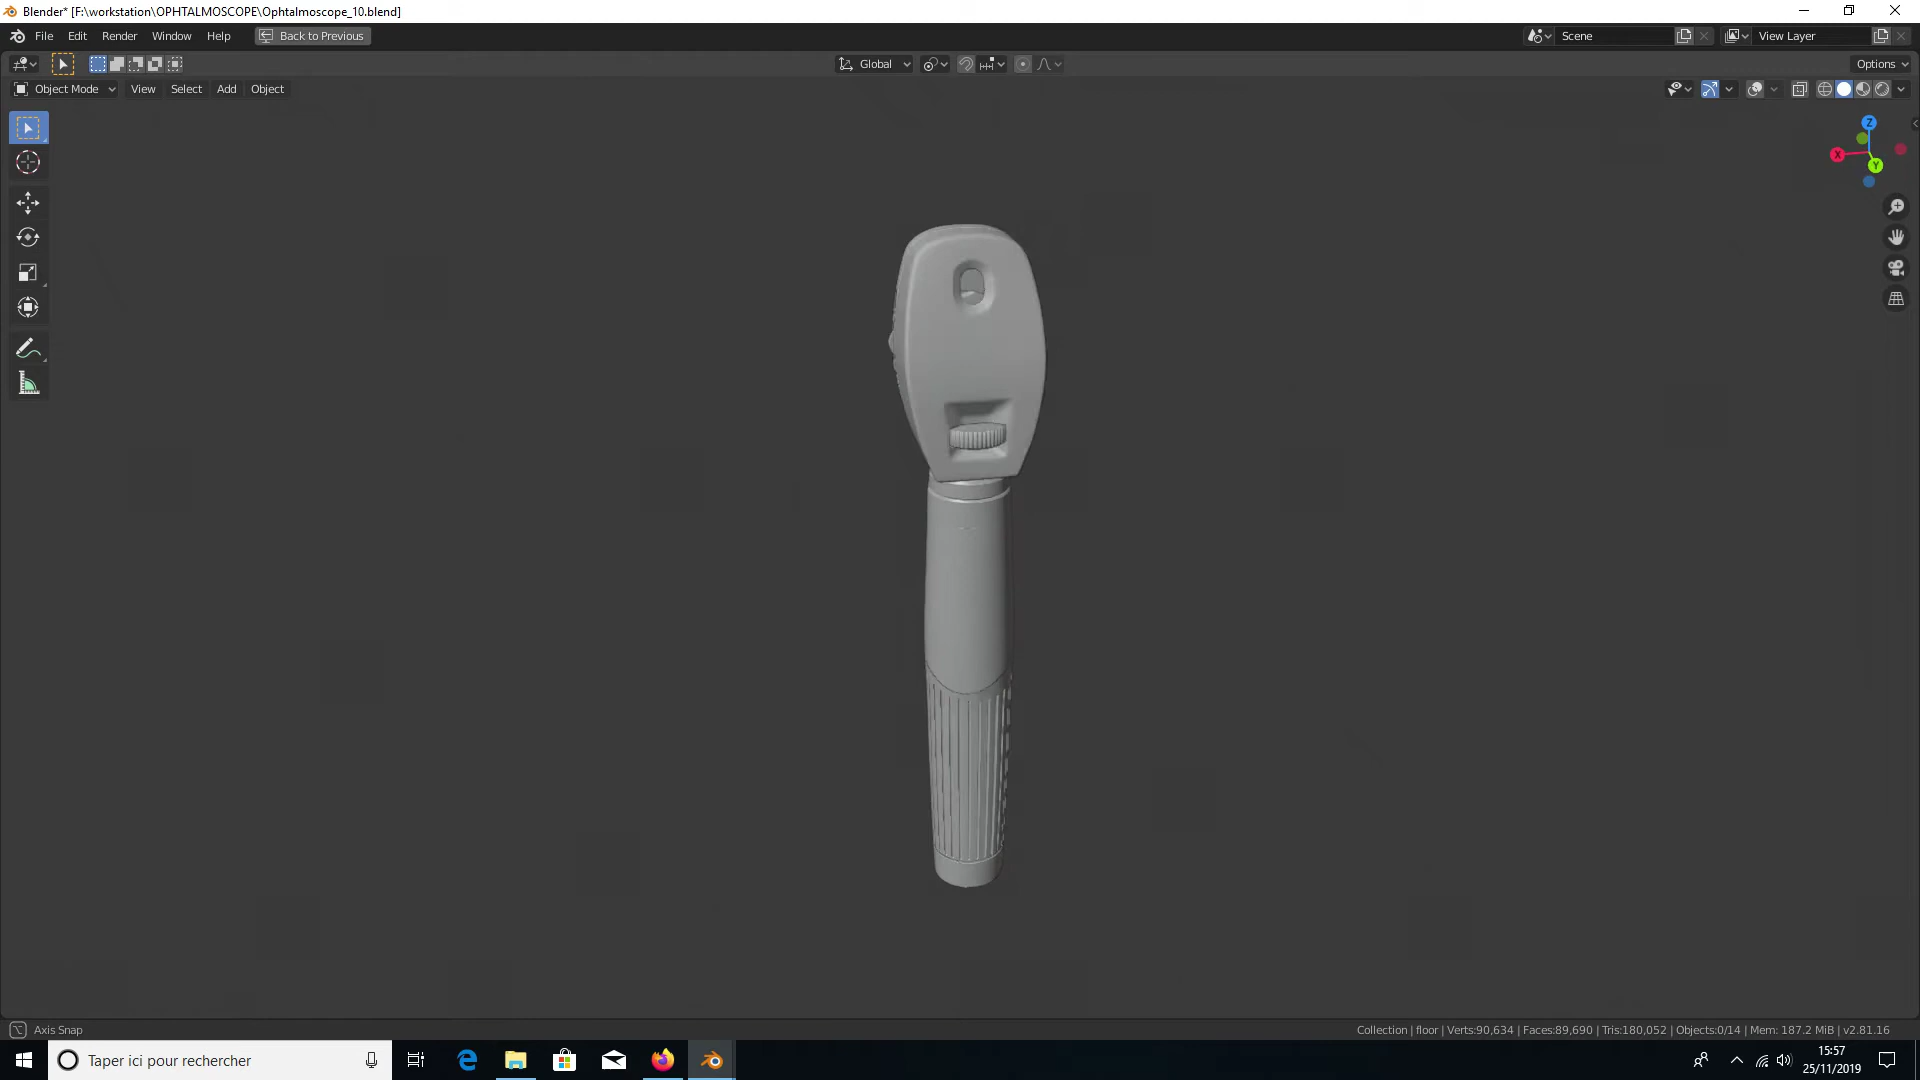 Blender* [F:\workstation\OPHTALMOSCOPE\Ophtalmoscope_10.blend]
File Edit Render Window Help Back to Previous Scene View Layer
Global Options
Object Mode View Select Add Object
Z
X
Y
Axis Snap Collection | floor | Verts:90,634 | Faces:89,690 | Tris:180,052 | Objects:0/14 | Mem: 187.2 MiB | v2.81.16
Taper ici pour rechercher
15:57
25/11/2019